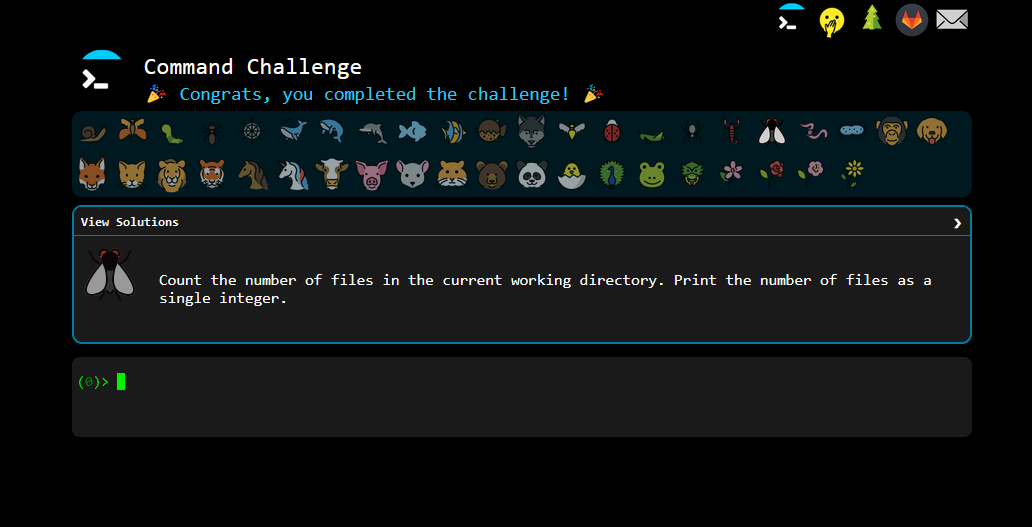 Command Challenge
🎉 Congrats, you completed the challenge! 🎉
View Solutions
Count the number of files in the current working directory. Print the number of files as a
single integer.
(0)>